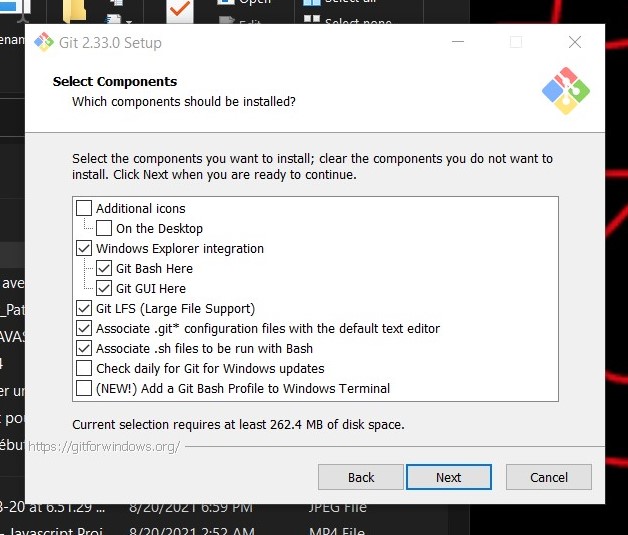 Open
Select all
Edit
Select none
Git 2.33.0 Setup
Select Components
Which components should be installed?
Select the components you want to install; clear the components you do not want to
install. Click Next when you are ready to continue.
Additional icons
On the Desktop
Windows Explorer integration
Git Bash Here
Git GUI Here
Git LFS (Large File Support)
Associate .git* configuration files with the default text editor
Associate .sh files to be run with Bash
Check daily for Git for Windows updates
(NEW!) Add a Git Bash Profile to Windows Terminal
Current selection requires at least 262.4 MB of disk space.
https://gitforwindows.org/
Back Next Cancel
at 6.51.29 ... 8/20/2021 6:59 PM JPEG File
- Javascript Proj... 8/20/2021 2:52 AM MP4 File